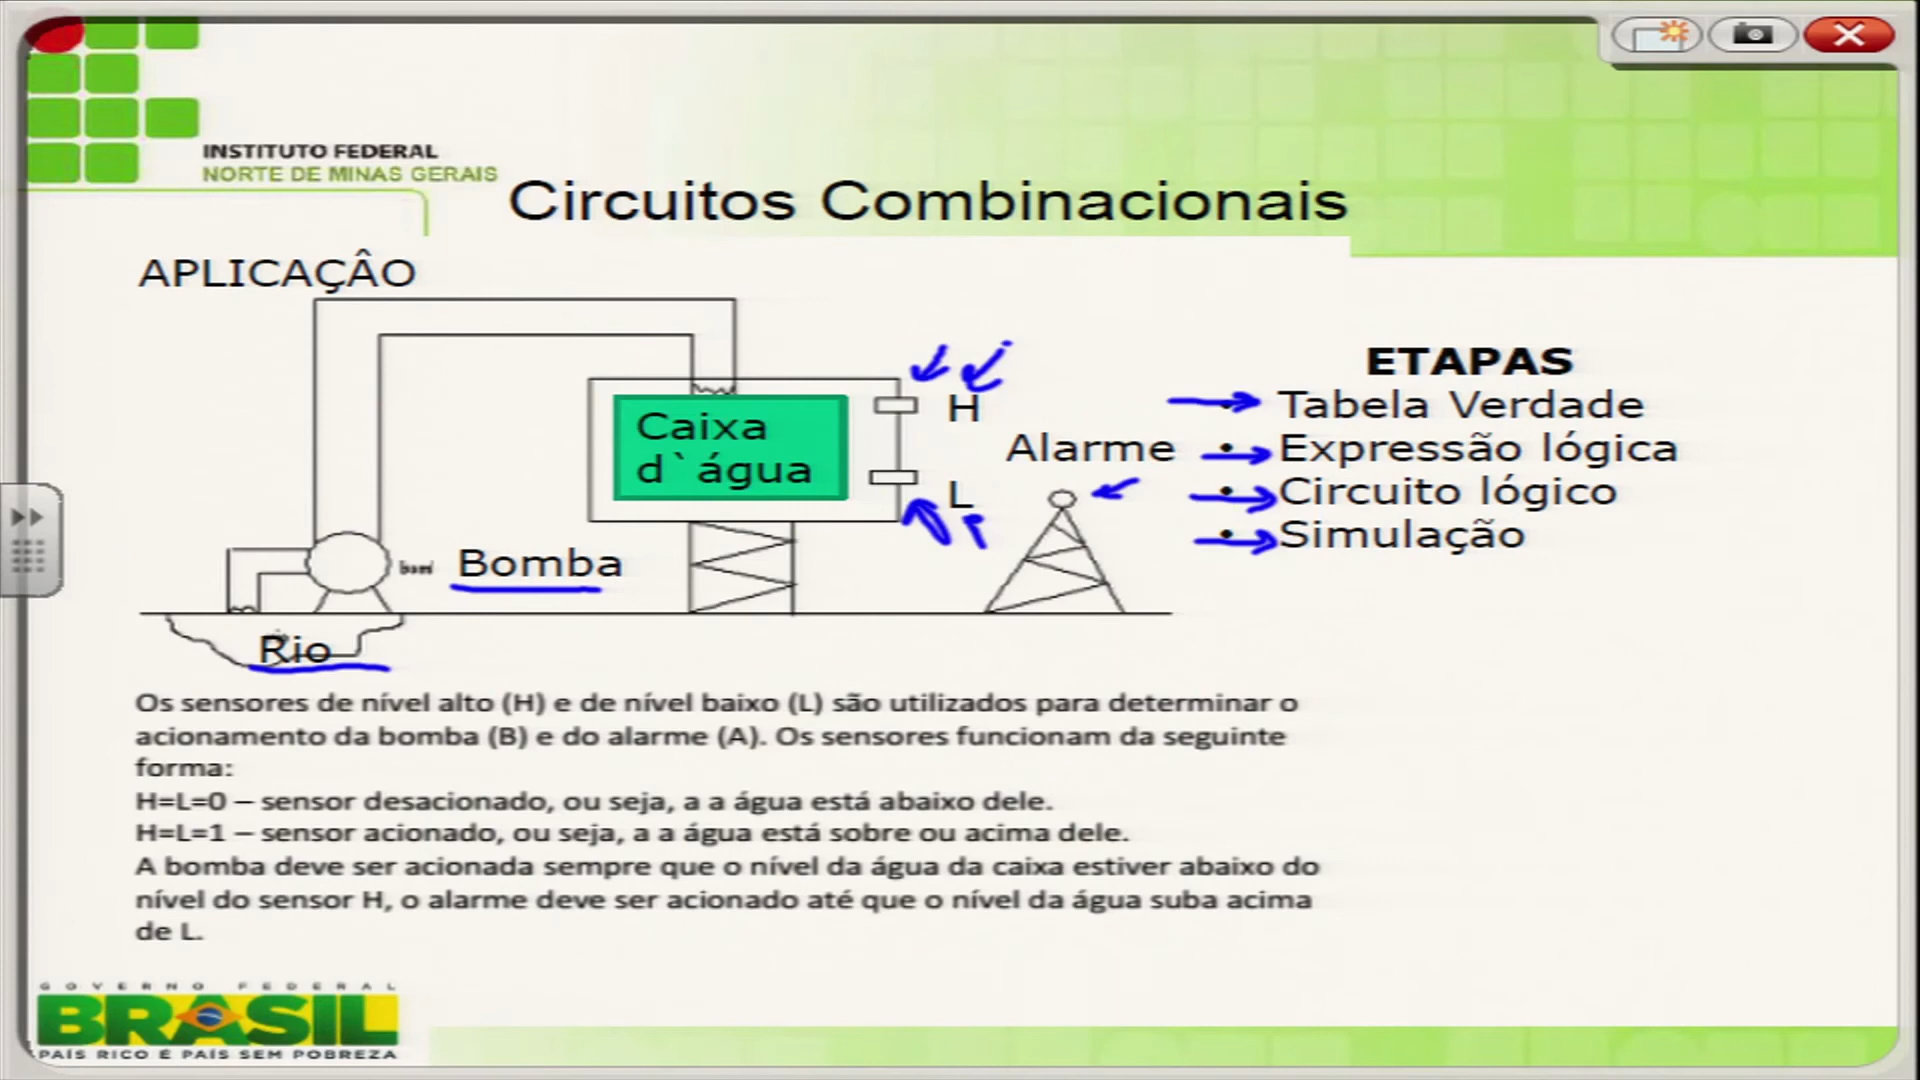 INSTITUTO FEDERAL
NORTE DE MINAS GERAIS
Circuitos Combinacionais
APLICAÇÂO
Caixa
d`água
H
L
Alarme
Bomba
Rio
ETAPAS
• Tabela Verdade
• Expressão lógica
• Circuito lógico
• Simulação
Os sensores de nível alto (H) e de nível baixo (L) são utilizados para determinar o
acionamento da bomba (B) e do alarme (A). Os sensores funcionam da seguinte
forma:
H=L=0 – sensor desacionado, ou seja, a a água está abaixo dele.
H=L=1 – sensor acionado, ou seja, a a água está sobre ou acima dele.
A bomba deve ser acionada sempre que o nível da água da caixa estiver abaixo do
nível do sensor H, o alarme deve ser acionado até que o nível da água suba acima
de L.
GOVERNO FEDERAL
BRASIL
PAÍS RICO É PAÍS SEM POBREZA